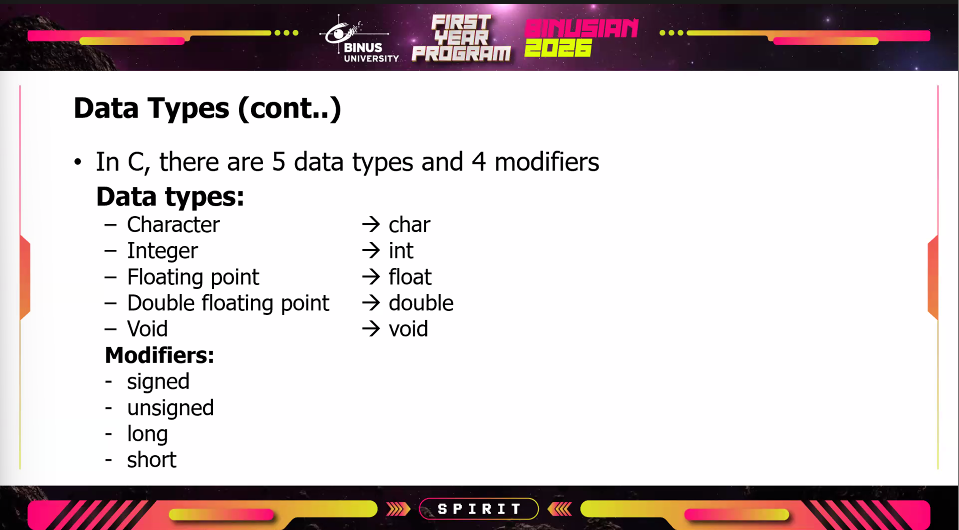 BINUS
UNIVERSITY
FIRST
YEAR
PROGRAM
BINUSIAN
2026
Data Types (cont..)
• In C, there are 5 data types and 4 modifiers
Data types:
– Character → char
– Integer → int
– Floating point → float
– Double floating point → double
– Void → void
Modifiers:
- signed
- unsigned
- long
- short
SPIRIT